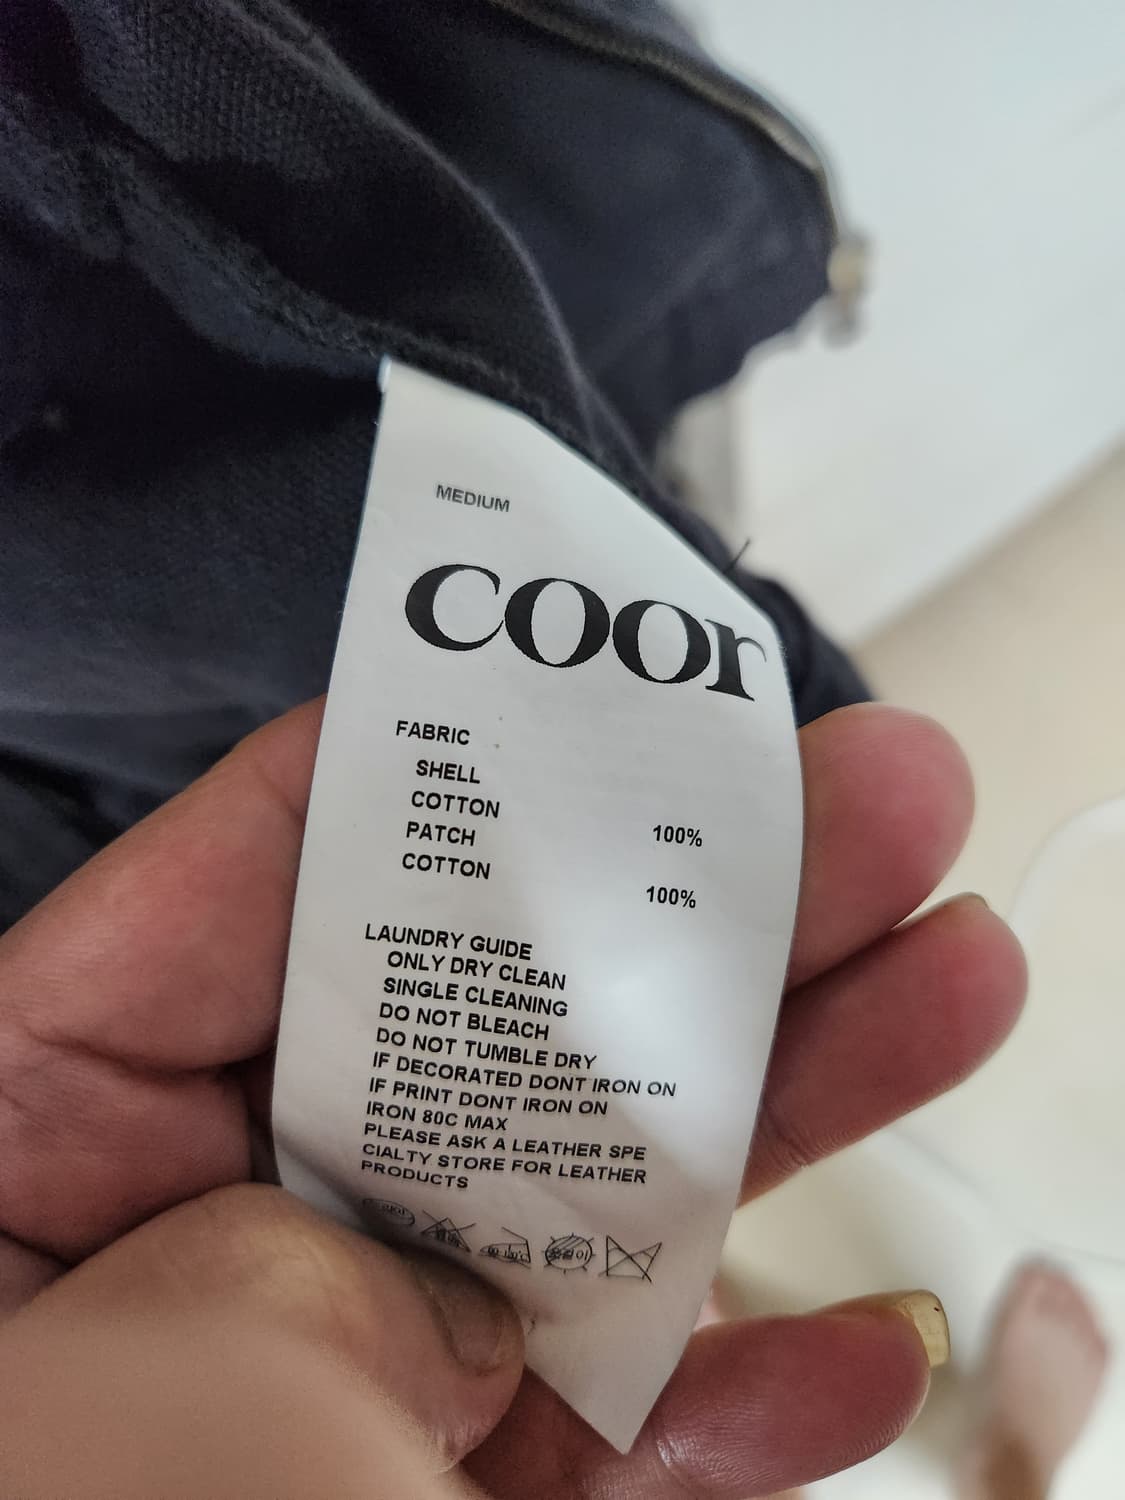 MEDIUM
coor
FABRIC
SHELL
COTTON 100%
PATCH
COTTON 100%
LAUNDRY GUIDE
ONLY DRY CLEAN
SINGLE CLEANING
DO NOT BLEACH
DO NOT TUMBLE DRY
IF DECORATED DONT IRON ON
IF PRINT DONT IRON ON
IRON 80C MAX
PLEASE ASK A LEATHER SPE
CIALTY STORE FOR LEATHER
PRODUCTS